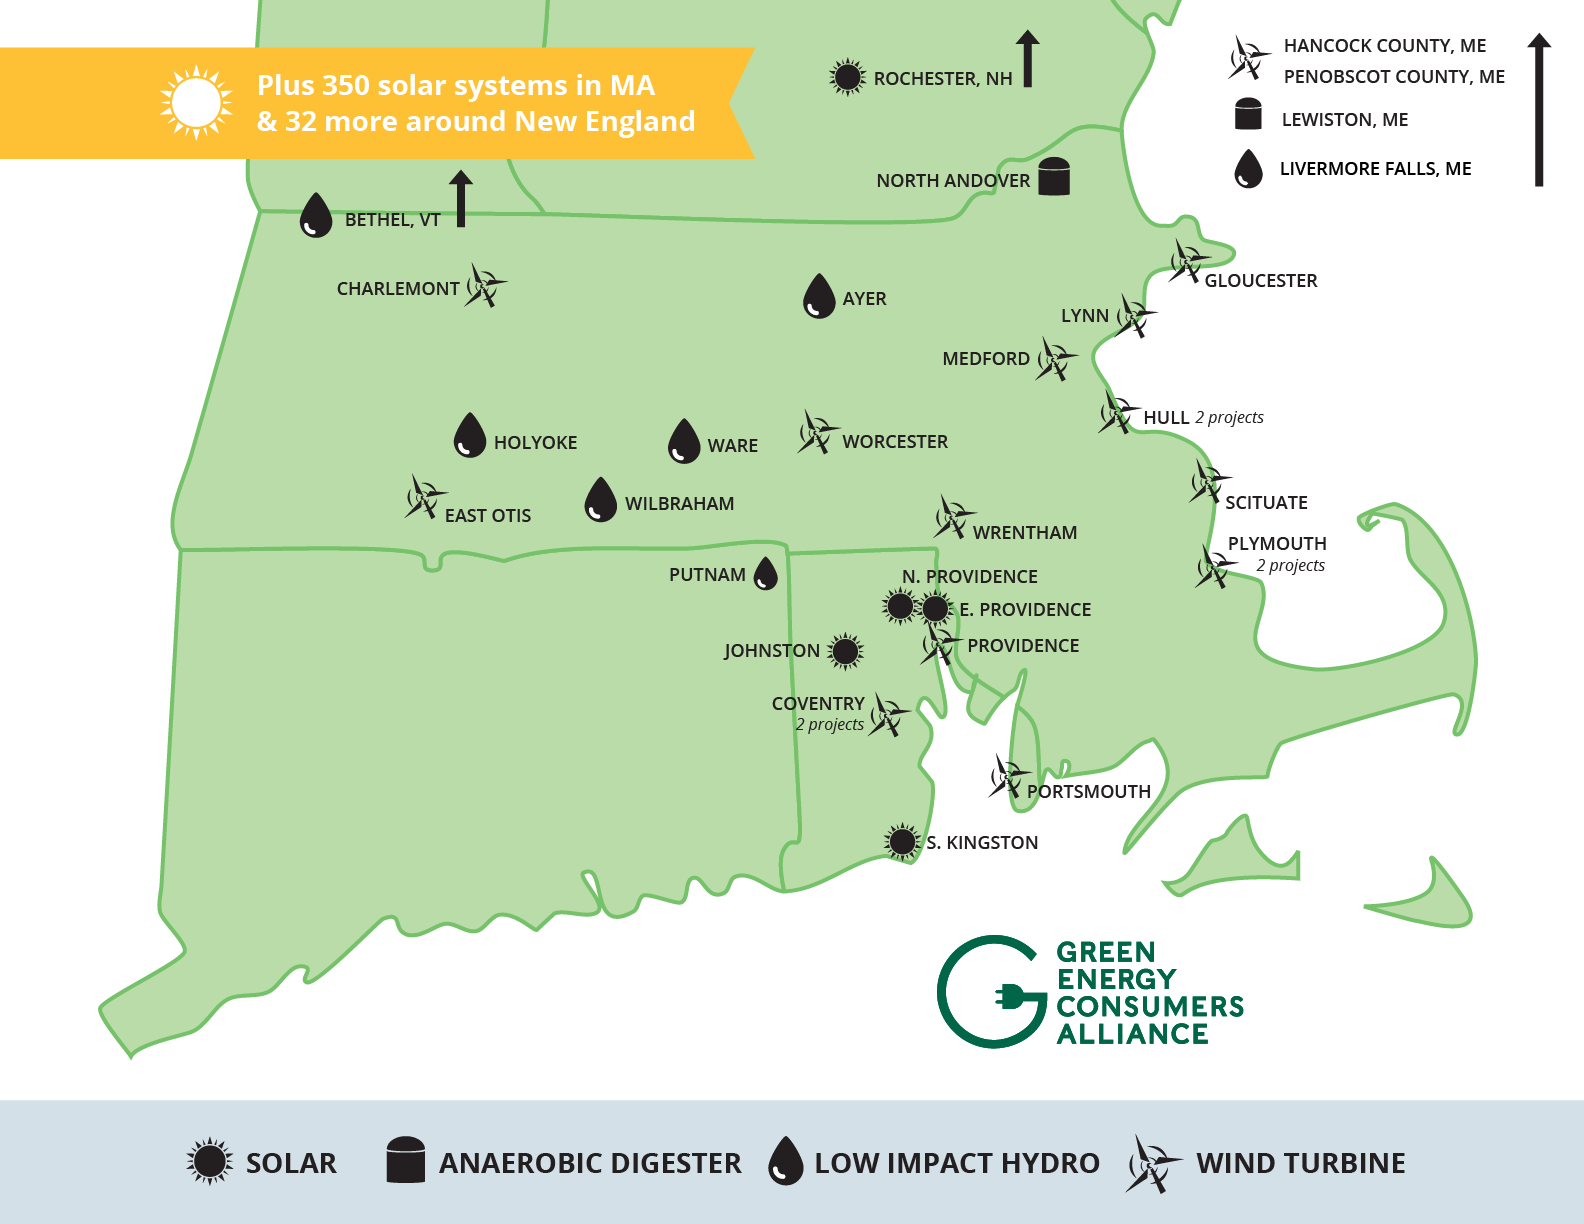 Plus 350 solar systems in MA
& 32 more around New England
ROCHESTER, NH
HANCOCK COUNTY, ME
PENOBSCOT COUNTY, ME
LEWISTON, ME
LIVERMORE FALLS, ME
NORTH ANDOVER
BETHEL, VT
CHARLEMONT
AYER
GLOUCESTER
LYNN
MEDFORD
HULL 2 projects
HOLYOKE
WARE
WORCESTER
EAST OTIS
WILBRAHAM
SCITUATE
WRENTHAM
PLYMOUTH
2 projects
PUTNAM
N. PROVIDENCE
E. PROVIDENCE
JOHNSTON
PROVIDENCE
COVENTRY
2 projects
PORTSMOUTH
S. KINGSTON
GREEN
ENERGY
CONSUMERS
ALLIANCE
SOLAR
ANAEROBIC DIGESTER
LOW IMPACT HYDRO
WIND TURBINE